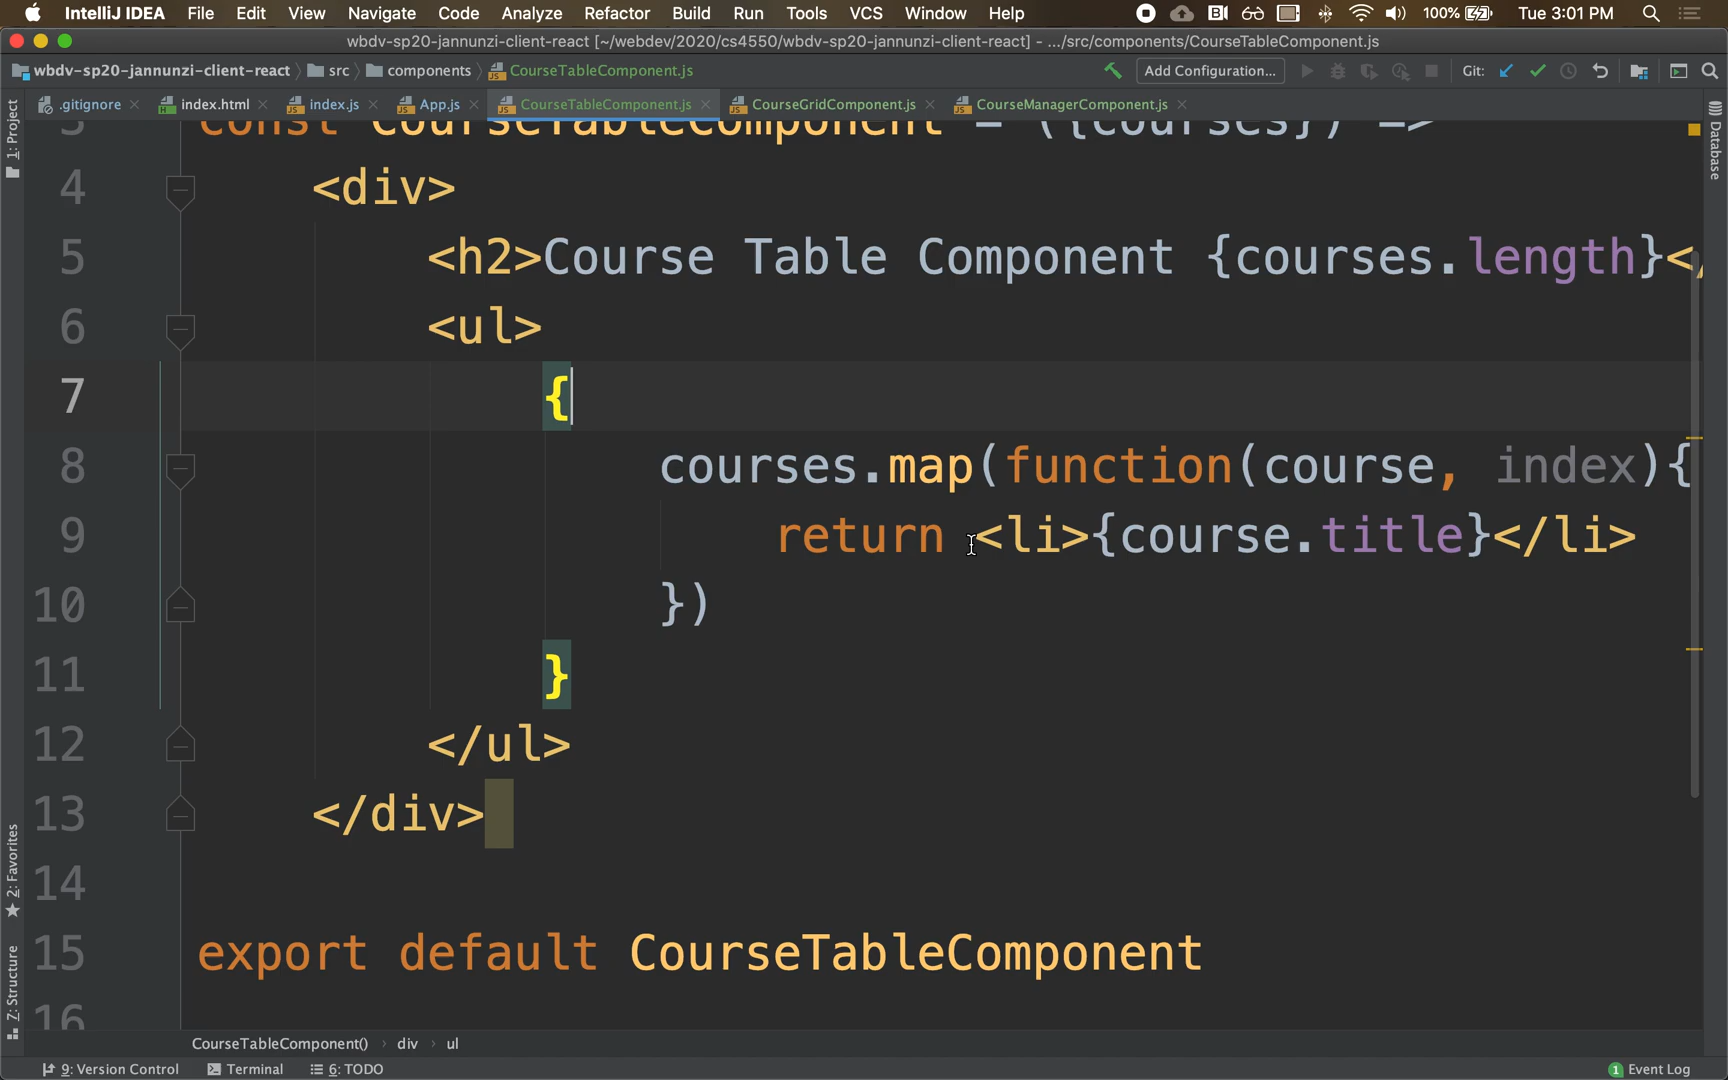 IntelliJ IDEA File Edit View Navigate Code Analyze Refactor Build Run Tools VCS Window Help 100% Tue 3:01 PM
wbdv-sp20-jannunzi-client-react [~/webdev/2020/cs4550/wbdv-sp20-jannunzi-client-react] - .../src/components/CourseTableComponent.js
wbdv-sp20-jannunzi-client-react src components CourseTableComponent.js Add Configuration... Git:
.gitignore index.html index.js App.js CourseTableComponent.js CourseGridComponent.js CourseManagerComponent.js
1: Project
Database
3 const CourseTableComponent = ({courses}) =>
4 <div>
5 <h2>Course Table Component {courses.length}</
6 <ul>
7 {
8 courses.map(function(course, index){
9 return <li>{course.title}</li>
10 })
11 }
12 </ul>
13 </div>
14
15 export default CourseTableComponent
16
2: Favorites
Z: Structure
CourseTableComponent() div ul
9: Version Control Terminal 6: TODO 1 Event Log